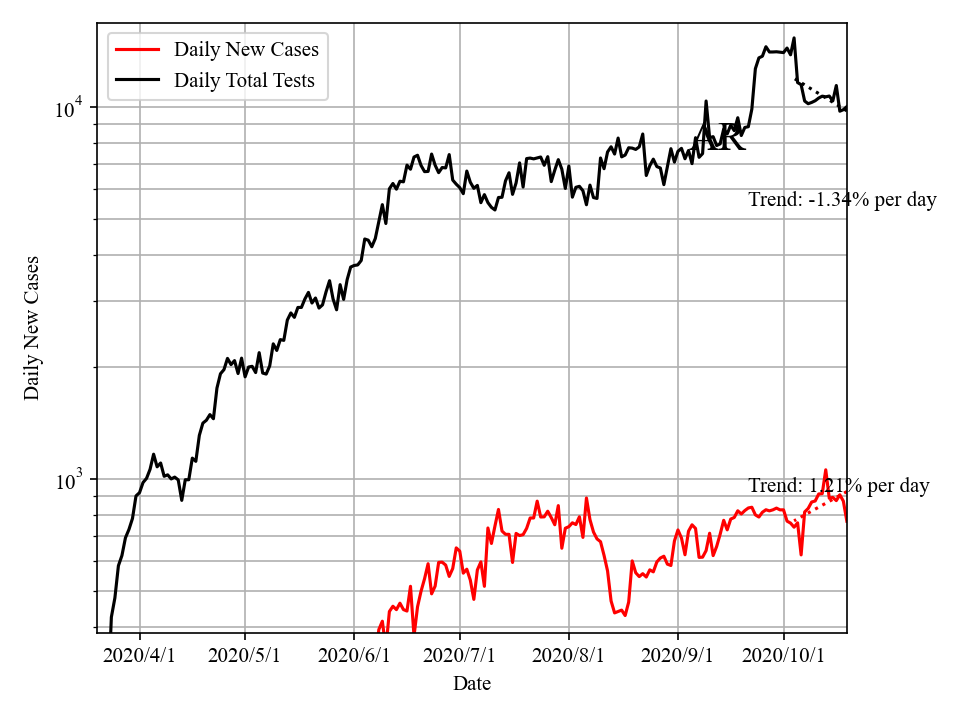 Daily New Cases
Daily Total Tests
10^4
AR
Trend: -1.34% per day
Daily New Cases
10^3
Trend: 1.21% per day
2020/4/1 2020/5/1 2020/6/1 2020/7/1 2020/8/1 2020/9/1 2020/10/1
Date